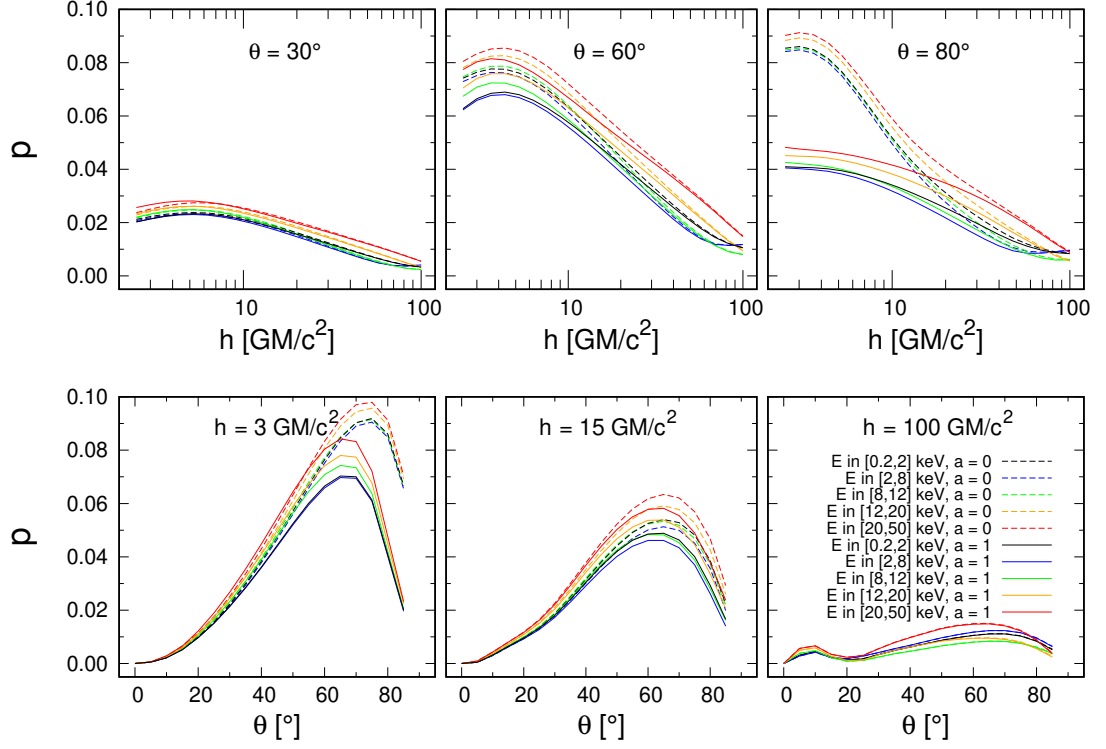 0.10
0.08
0.06
0.04
0.02
0.00
p
θ = 30°
θ = 60°
θ = 80°
10 100
10 100
10 100
h [GM/c²]
h [GM/c²]
h [GM/c²]
0.10
0.08
0.06
0.04
0.02
0.00
p
h = 3 GM/c²
h = 15 GM/c²
h = 100 GM/c²
E in [0.2,2] keV, a = 0
E in [2,8] keV, a = 0
E in [8,12] keV, a = 0
E in [12,20] keV, a = 0
E in [20,50] keV, a = 0
E in [0.2,2] keV, a = 1
E in [2,8] keV, a = 1
E in [8,12] keV, a = 1
E in [12,20] keV, a = 1
E in [20,50] keV, a = 1
0 20 40 60 80
0 20 40 60 80
0 20 40 60 80
θ [°]
θ [°]
θ [°]